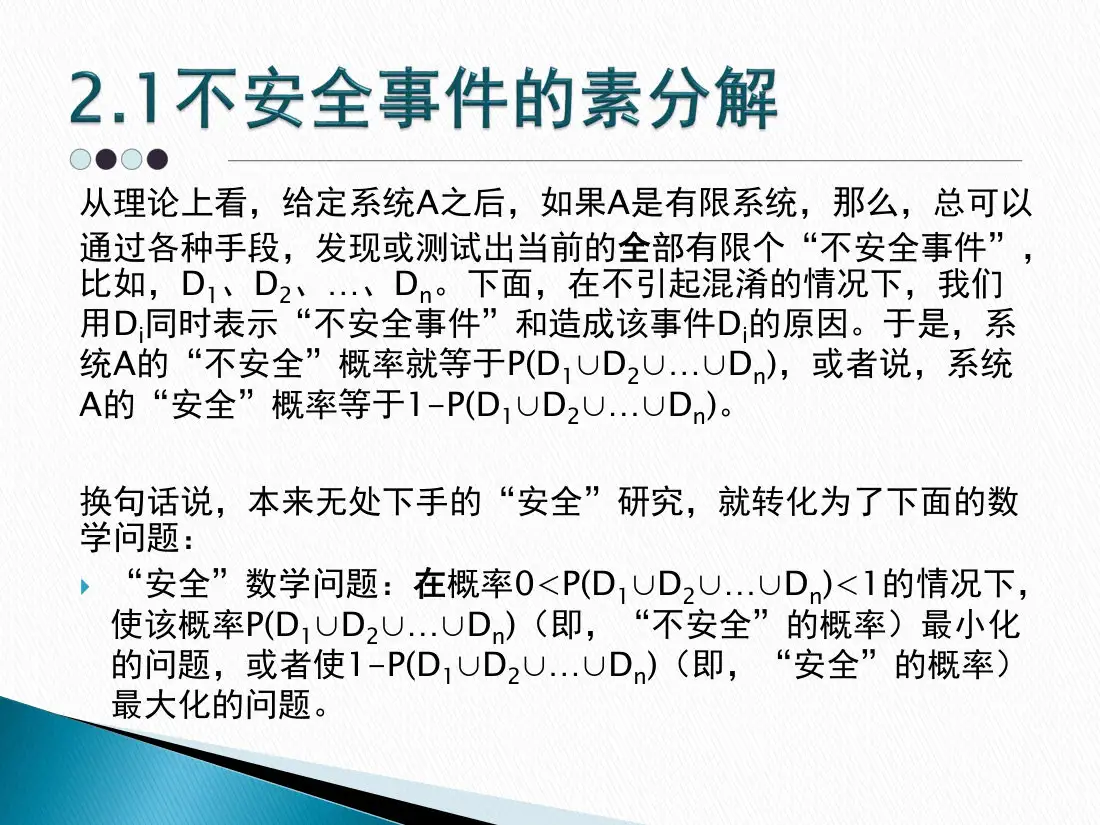 2.1不安全事件的素分解
从理论上看，给定系统A之后，如果A是有限系统，那么，总可以
通过各种手段，发现或测试出当前的全部有限个“不安全事件”，
比如，D₁、D₂、…、Dₙ。下面，在不引起混淆的情况下，我们
用Dᵢ同时表示“不安全事件”和造成该事件Dᵢ的原因。于是，系
统A的“不安全”概率就等于P(D₁∪D₂∪…∪Dₙ)，或者说，系统
A的“安全”概率等于1-P(D₁∪D₂∪…∪Dₙ)。
换句话说，本来无处下手的“安全”研究，就转化为了下面的数
学问题：
“安全”数学问题：在概率0<P(D₁∪D₂∪…∪Dₙ)<1的情况下，
使该概率P(D₁∪D₂∪…∪Dₙ)（即，“不安全”的概率）最小化
的问题，或者使1-P(D₁∪D₂∪…∪Dₙ)（即，“安全”的概率）
最大化的问题。